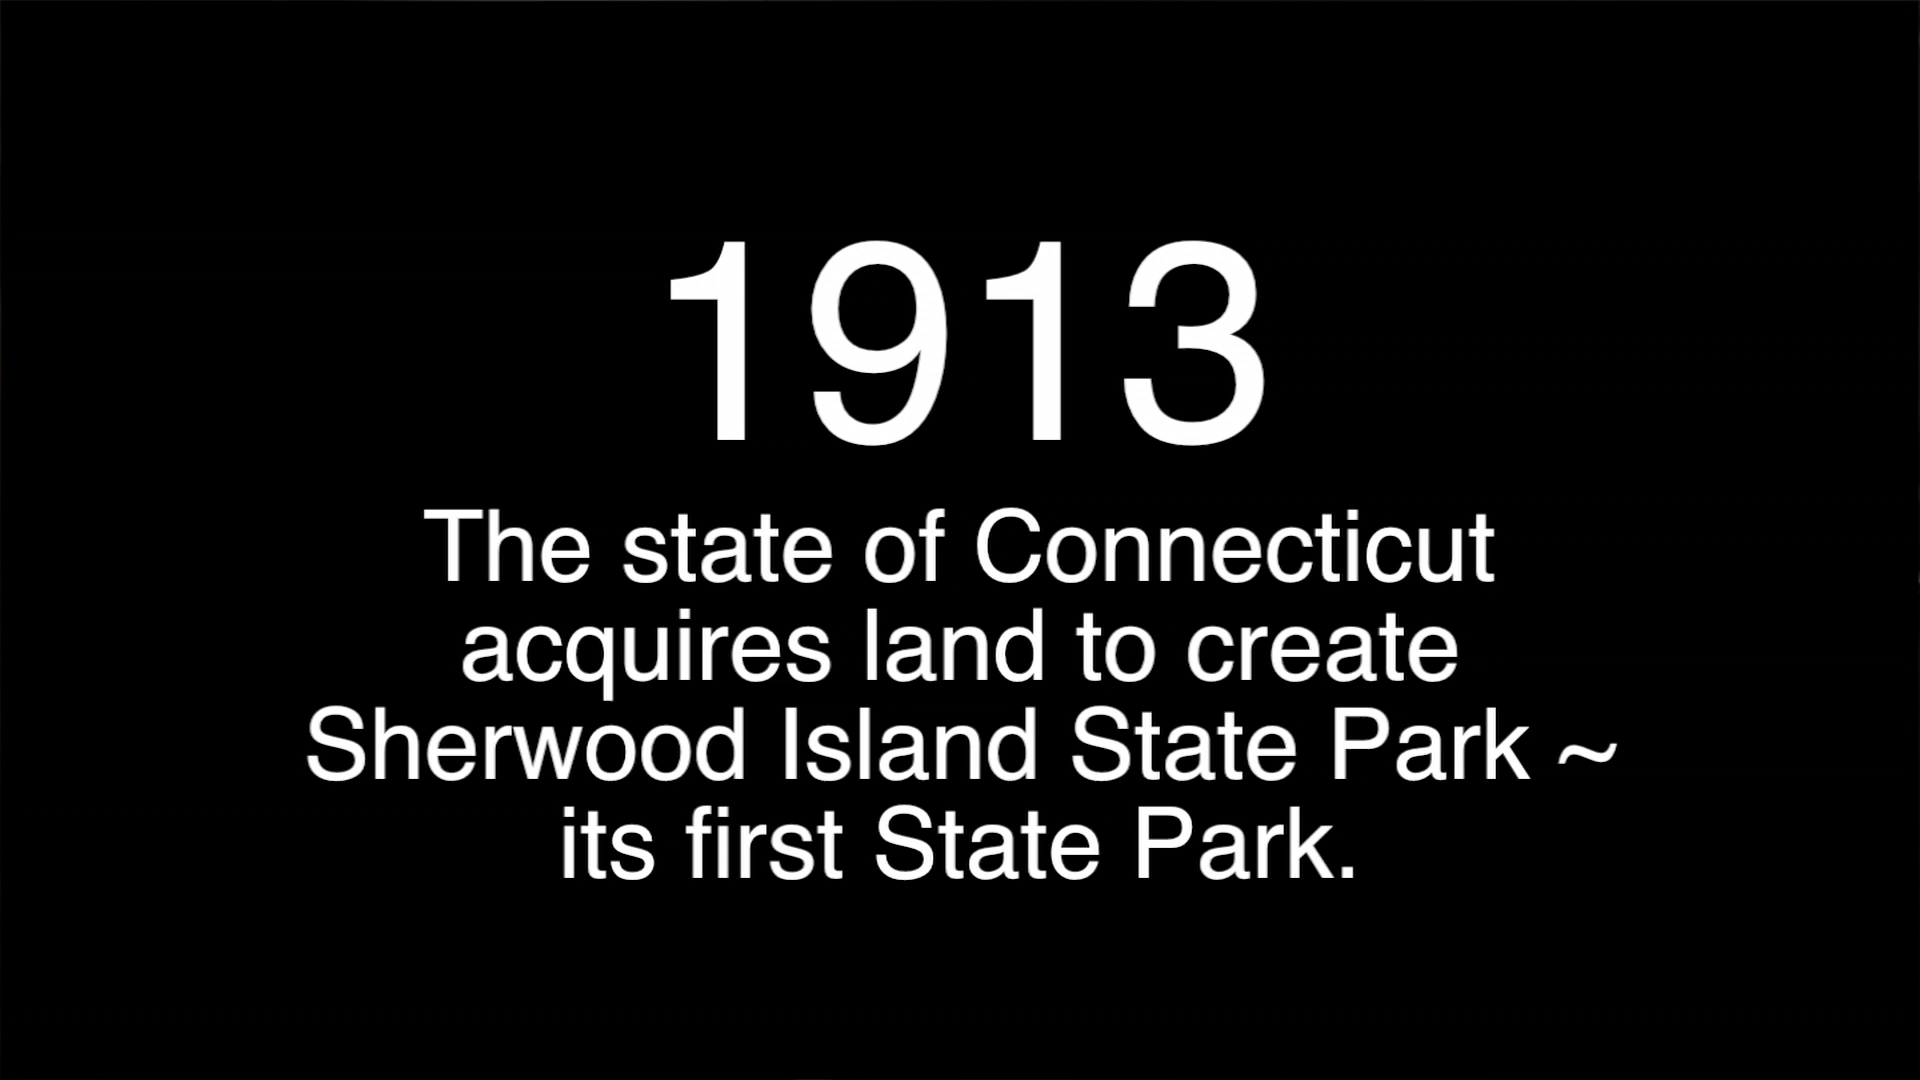 1913
The state of Connecticut
acquires land to create
Sherwood Island State Park ~
its first State Park.